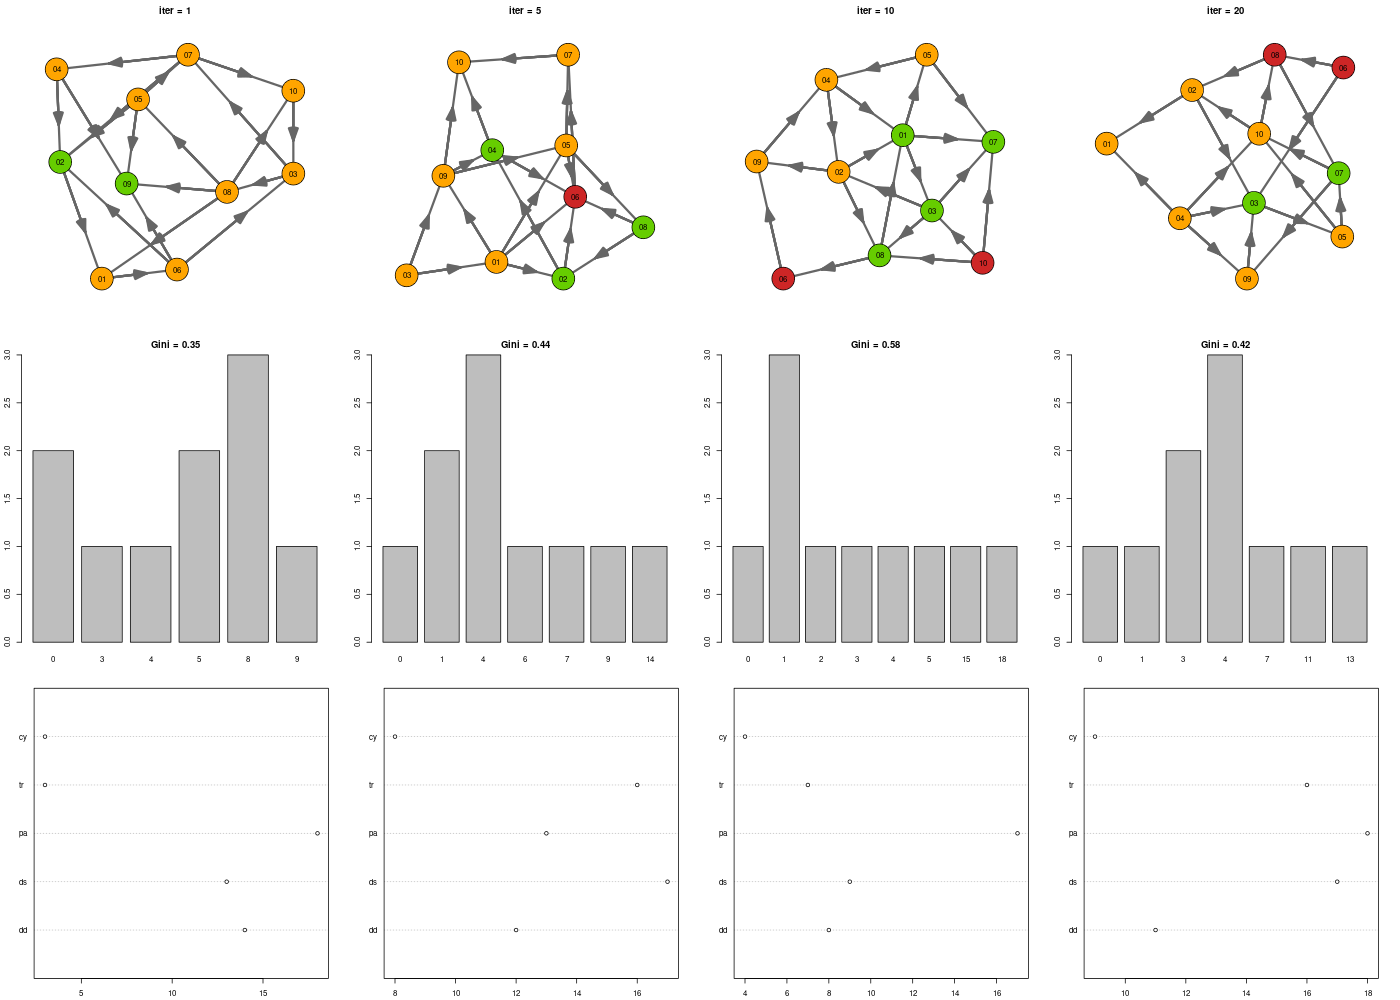 iter = 1
iter = 5
iter = 10
iter = 20
04
07
05
10
02
09
08
03
01
06
10
07
04
05
09
06
08
03
01
02
05
04
01
07
09
02
03
08
06
10
08
06
02
10
01
07
03
04
05
09
Gini = 0.35
Gini = 0.44
Gini = 0.58
Gini = 0.42
0.0 0.5 1.0 1.5 2.0 2.5 3.0
0 3 4 5 8 9
0.0 0.5 1.0 1.5 2.0 2.5 3.0
0 1 4 6 7 9 14
0.0 0.5 1.0 1.5 2.0 2.5 3.0
0 1 2 3 4 5 15 18
0.0 0.5 1.0 1.5 2.0 2.5 3.0
0 1 3 4 7 11 13
cy
tr
pa
ds
dd
5 10 15
cy
tr
pa
ds
dd
8 10 12 14 16
cy
tr
pa
ds
dd
4 6 8 10 12 14 16
cy
tr
pa
ds
dd
10 12 14 16 18